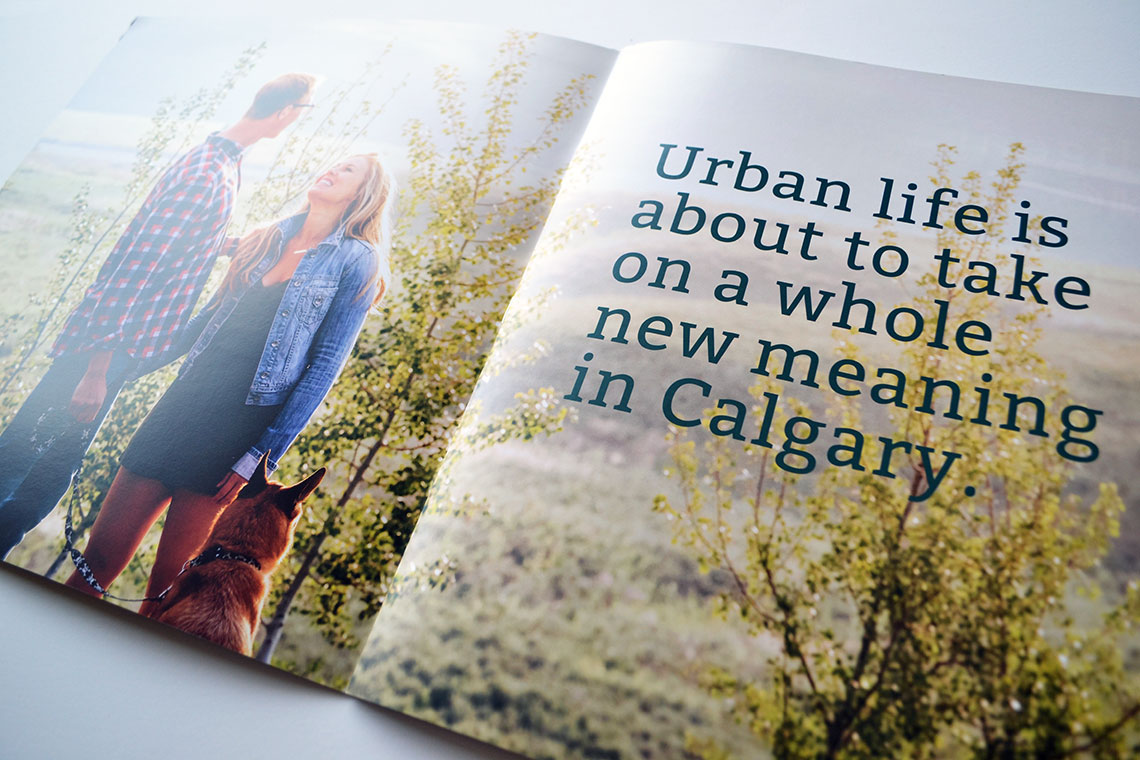 Urban life is
about to take
on a whole
new meaning
in Calgary.